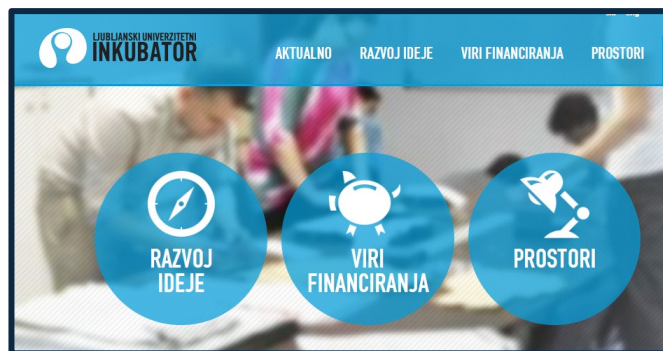 LJUBLJANSKI UNIVERZITETNI
INKUBATOR
AKTUALNO RAZVOJ IDEJE VIRI FINANCIRANJA PROSTORI
RAZVOJ
IDEJE
VIRI
FINANCIRANJA
PROSTORI